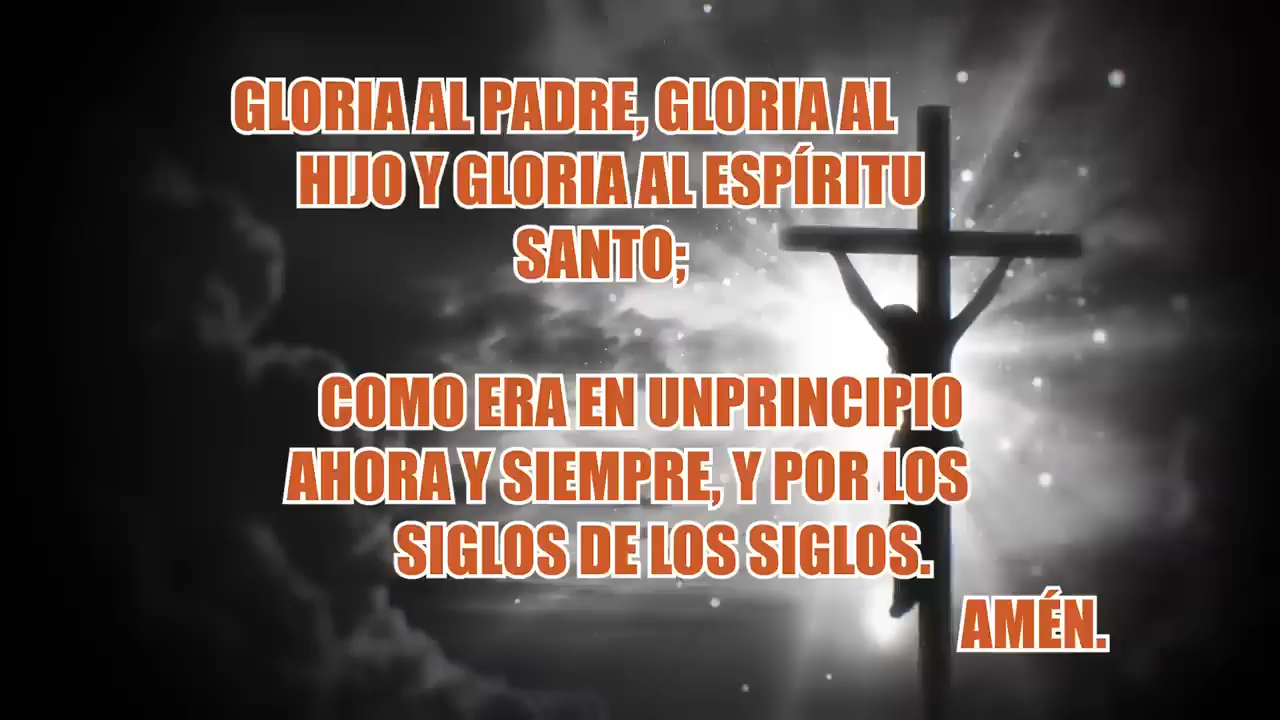 GLORIA AL PADRE, GLORIA AL
HIJO Y GLORIA AL ESPÍRITU
SANTO;
COMO ERA EN UNPRINCIPIO
AHORA Y SIEMPRE, Y POR LOS
SIGLOS DE LOS SIGLOS.
AMÉN.